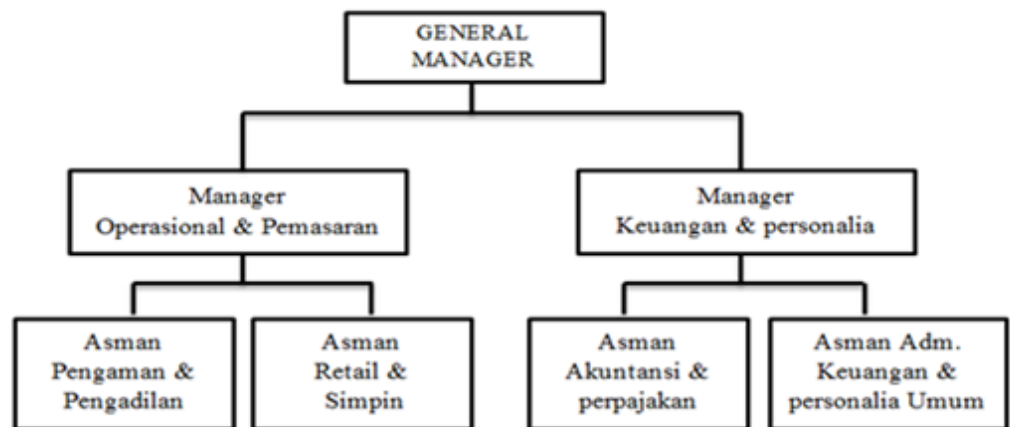 GENERAL
MANAGER
Manager
Operasional & Pemasaran
Manager
Keuangan & personalia
Asman
Pengaman &
Pengadilan
Asman
Retail &
Simpin
Asman
Akuntansi &
perpajakan
Asman Adm.
Keuangan &
personalia Umum